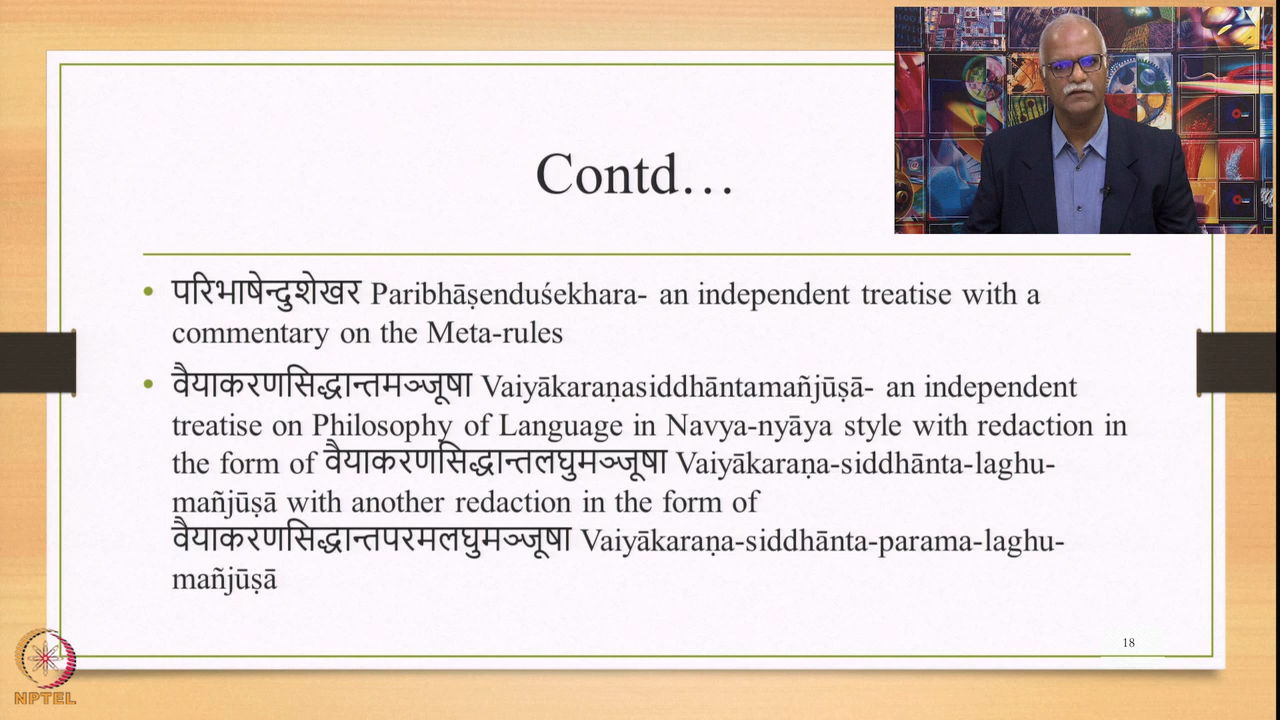 Contd…
• परिभाषेन्दुशेखर Paribhāṣenduśekhara- an independent treatise with a
commentary on the Meta-rules
• वैयाकरणसिद्धान्तमञ्जूषा Vaiyākaraṇasiddhāntamañjūṣā- an independent
treatise on Philosophy of Language in Navya-nyāya style with redaction in
the form of वैयाकरणसिद्धान्तलघुमञ्जूषा Vaiyākaraṇa-siddhānta-laghu-
mañjūṣā with another redaction in the form of
वैयाकरणसिद्धान्तपरमलघुमञ्जूषा Vaiyākaraṇa-siddhānta-parama-laghu-
mañjūṣā
18
NPTEL